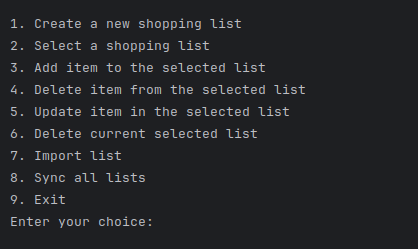 1. Create a new shopping list
2. Select a shopping list
3. Add item to the selected list
4. Delete item from the selected list
5. Update item in the selected list
6. Delete current selected list
7. Import list
8. Sync all lists
9. Exit
Enter your choice: